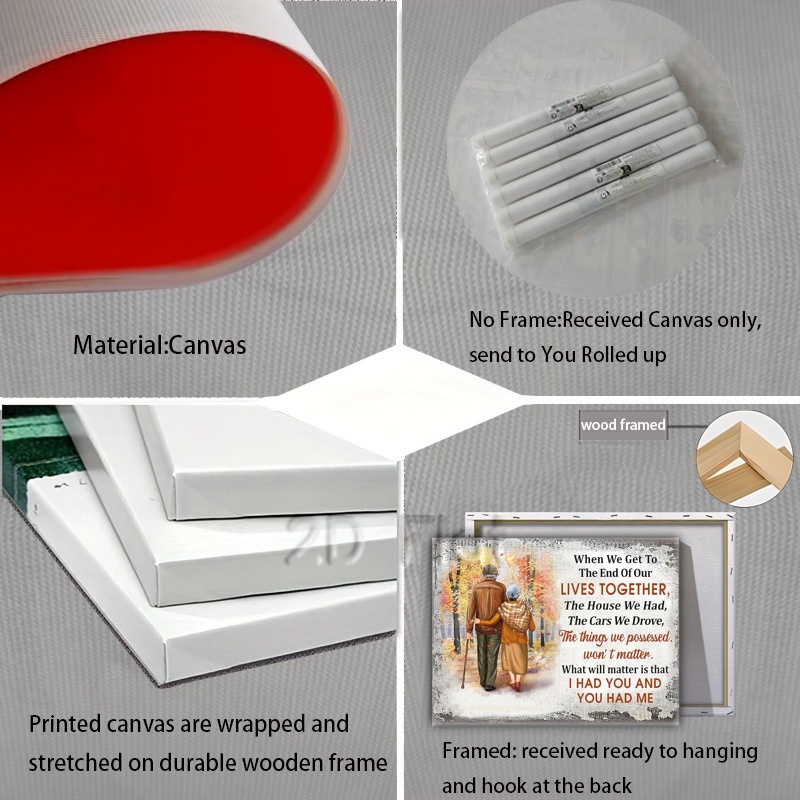 Material:Canvas
No Frame:Received Canvas only,
send to You Rolled up
Printed canvas are wrapped and
stretched on durable wooden frame
wood framed
When We Get To
The End Of Our
LIVES TOGETHER,
The House We Had,
The Cars We Drove,
The things we possessed
won't matter.
What will matter is that
I HAD YOU AND
YOU HAD ME
Framed: received ready to hanging
and hook at the back